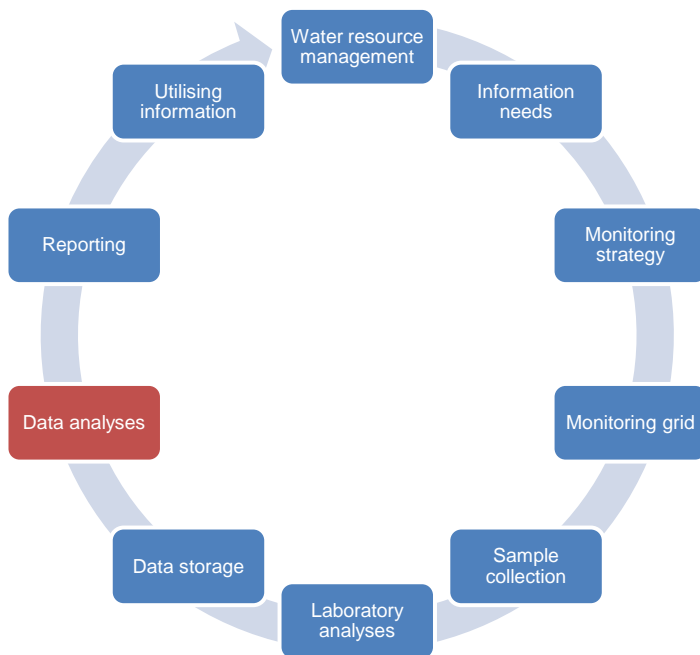 Water resource
management
Information
needs
Monitoring
strategy
Monitoring grid
Sample
collection
Laboratory
analyses
Data storage
Data analyses
Reporting
Utilising
information